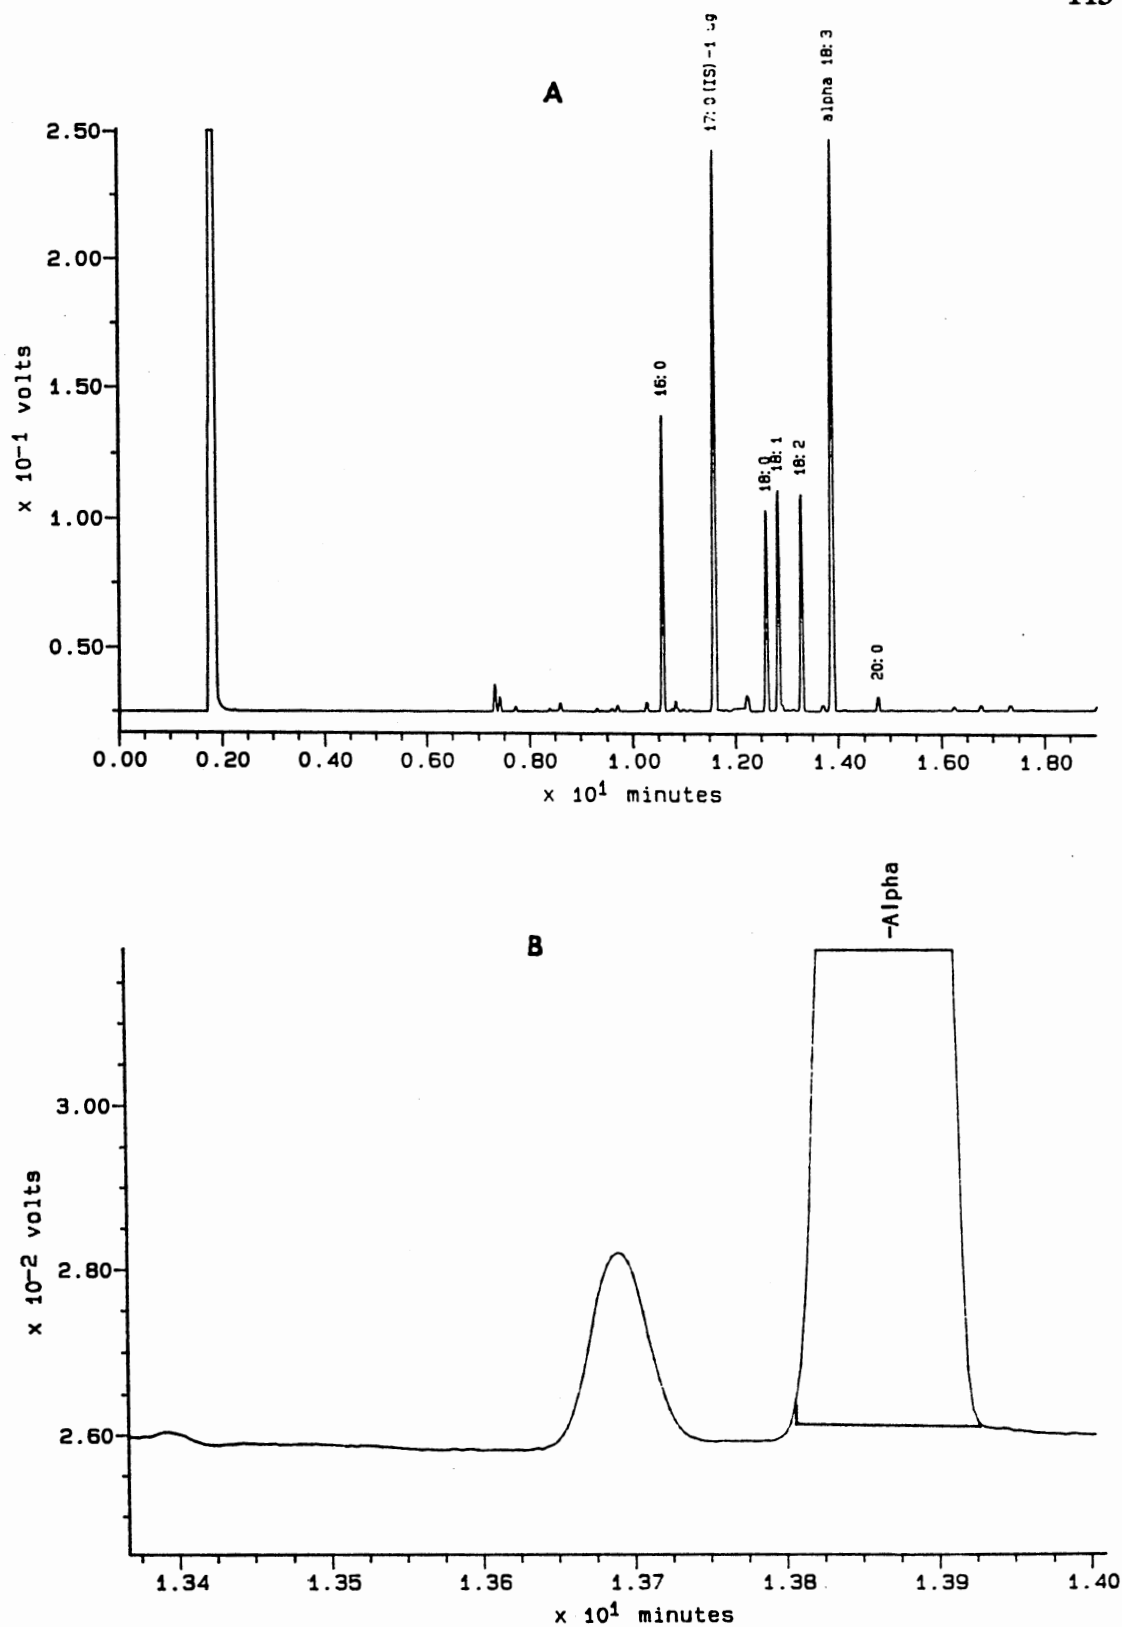 A
17:0(IS)-1 ug
alpha 18:3
16:0
18:0
18:1
18:2
20:0
2.50
2.00
1.50
1.00
0.50
x 10-1 volts
0.00 0.20 0.40 0.60 0.80 1.00 1.20 1.40 1.60 1.80
x 10¹ minutes
B
-Alpha
3.00
2.80
2.60
x 10-2 volts
1.34 1.35 1.36 1.37 1.38 1.39 1.40
x 10¹ minutes